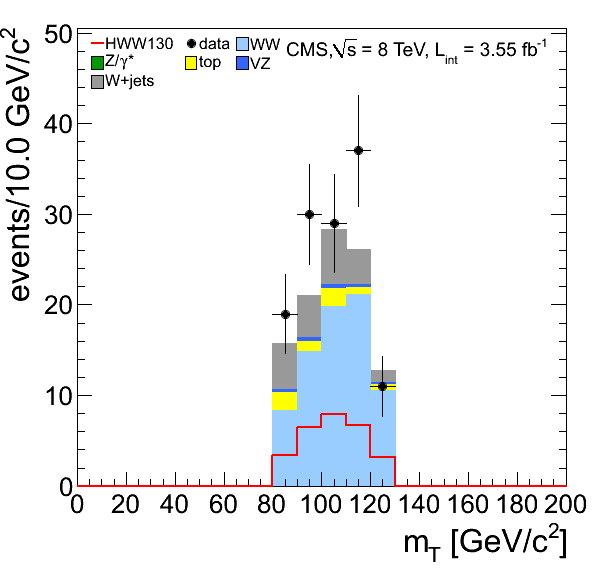 HWW130 data WW CMS,√s = 8 TeV, L_int = 3.55 fb⁻¹
Z/γ* top VZ
W+jets
events/10.0 GeV/c²
50
40
30
20
10
0
0 20 40 60 80 100 120 140 160 180 200
m_T [GeV/c²]